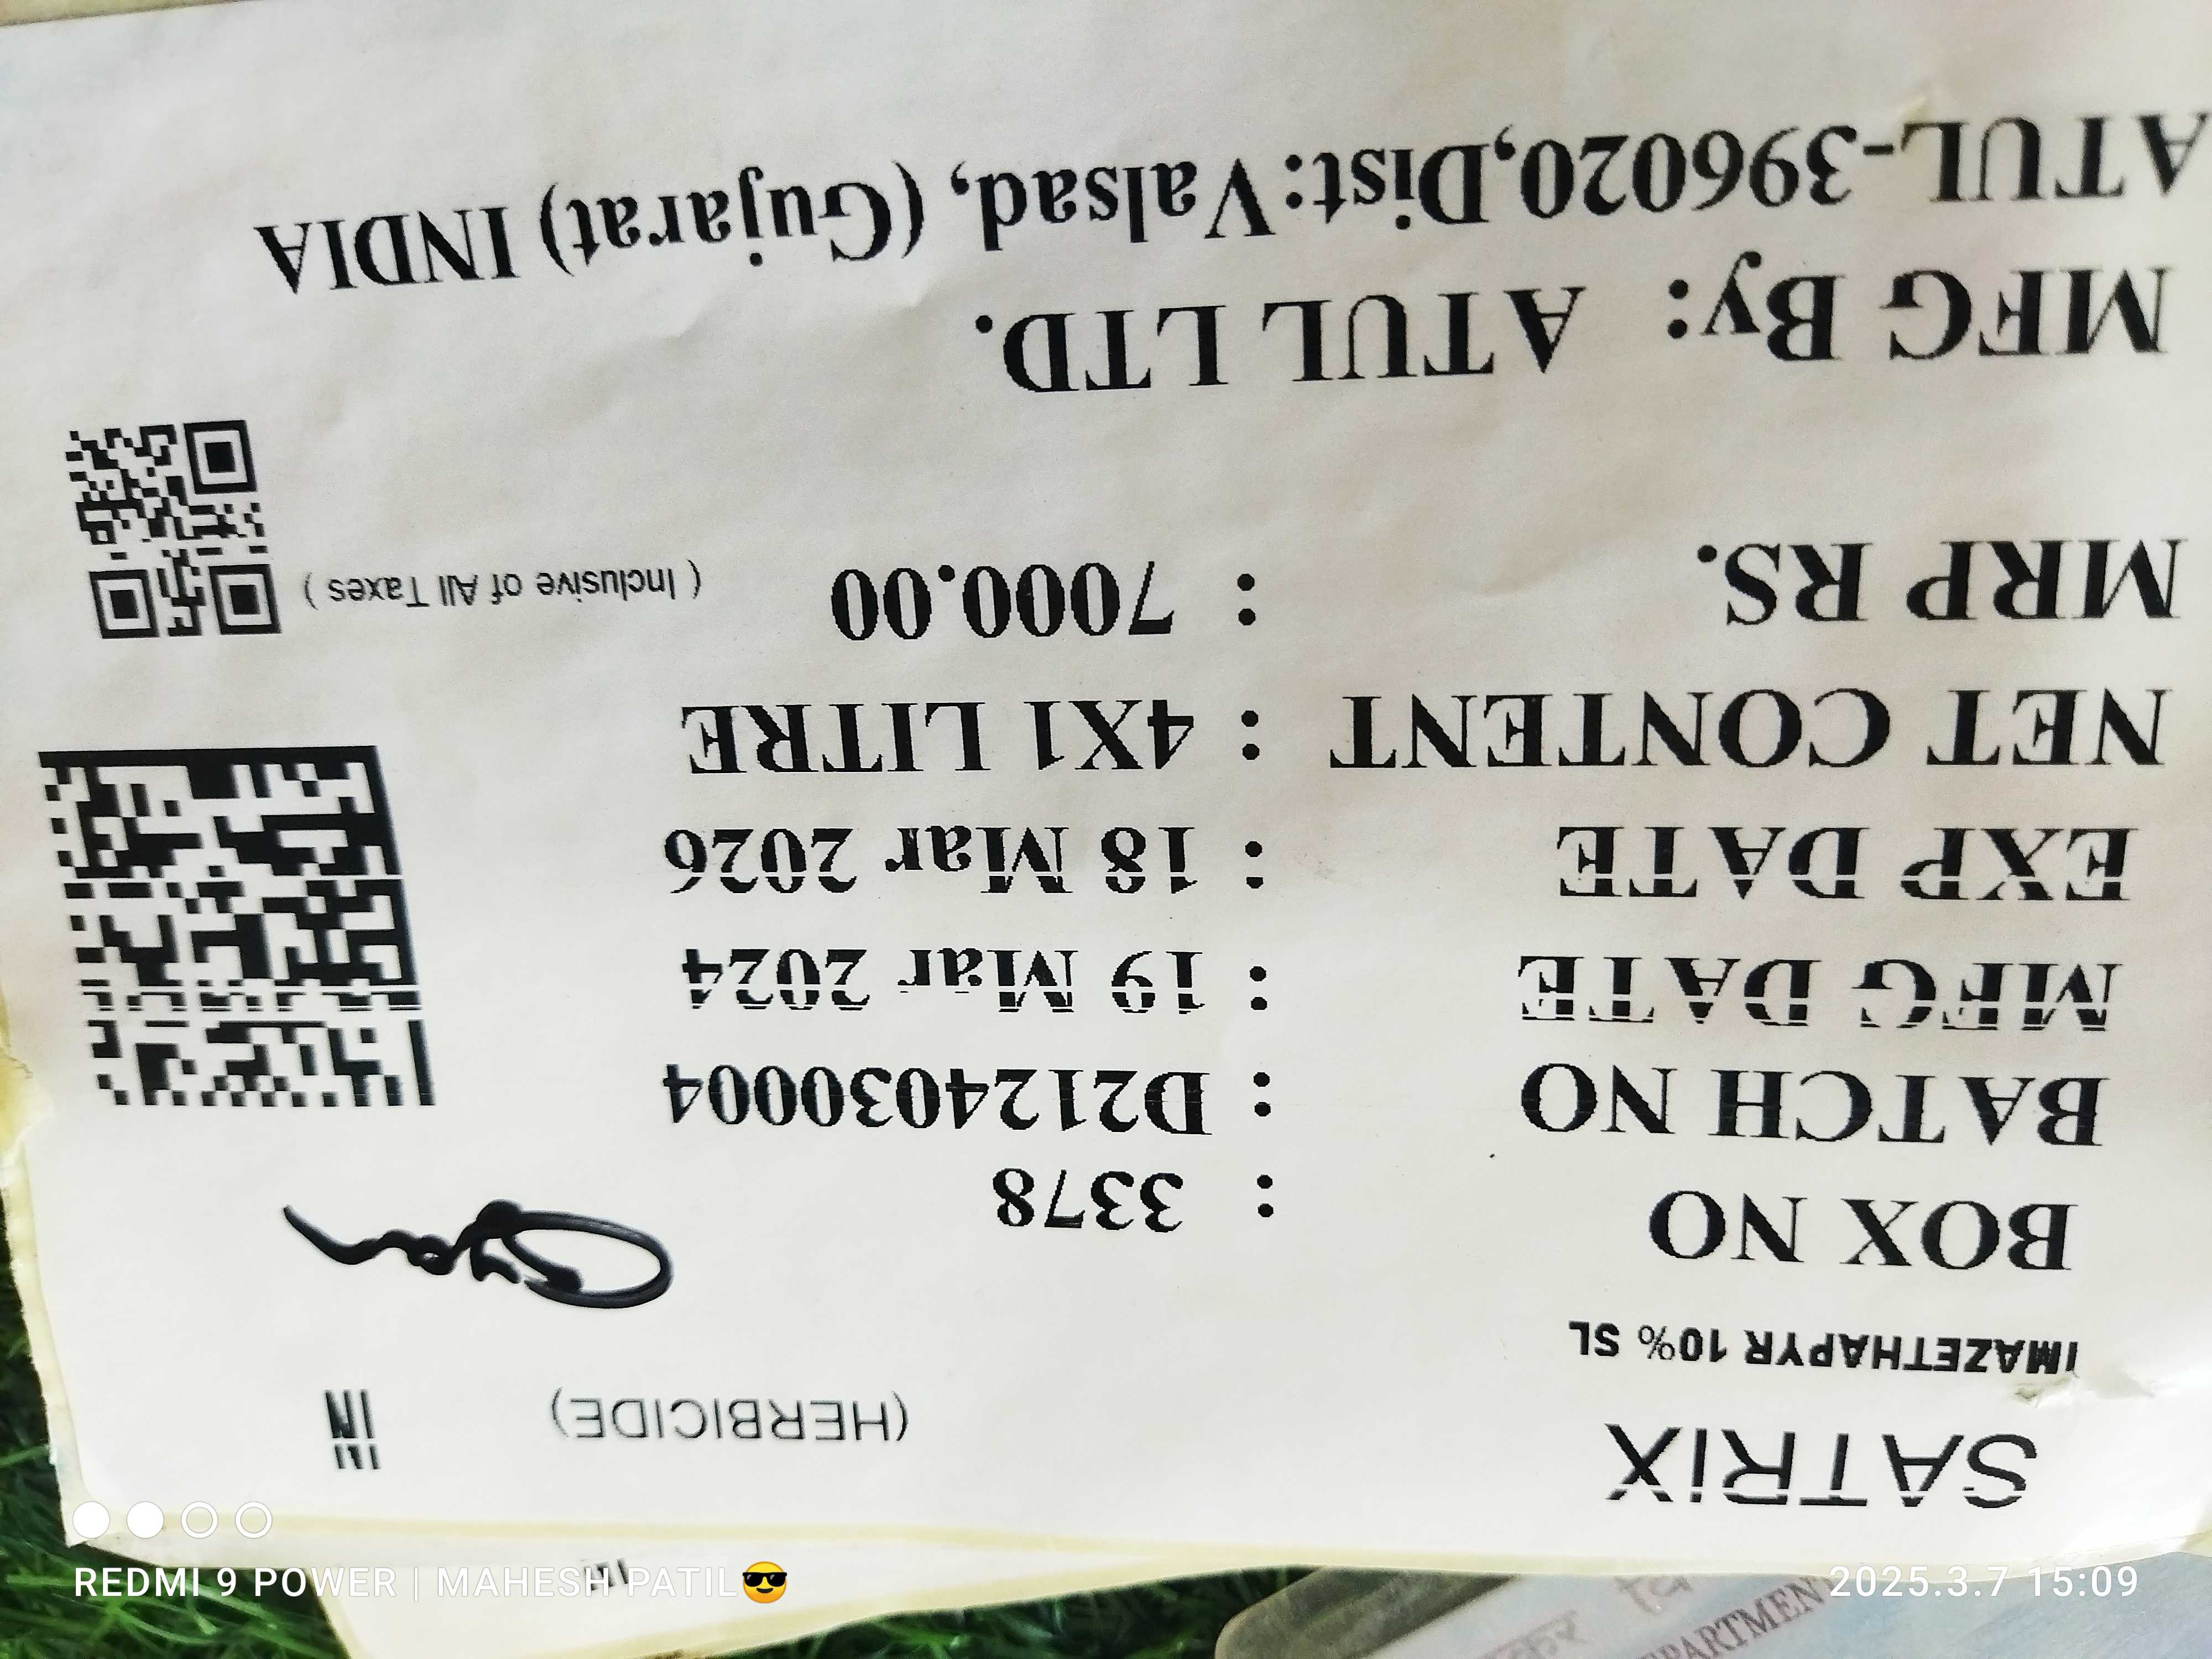 SATRiX (HERBICIDE)
IMAZETHAPYR 10% SL
BOX NO : 3378
BATCH NO : D2124030004
MFG DATE : 19 Mar 2024
EXP DATE : 18 Mar 2026
NET CONTENT : 4X1 LITRE
MRP RS. : 7000.00 ( Inclusive of All Taxes )
MFG By: ATUL LTD.
ATUL-396020,Dist:Valsad, (Gujarat) INDIA
REDMI 9 POWER | MAHESH PATIL😎
2025.3.7 15:09